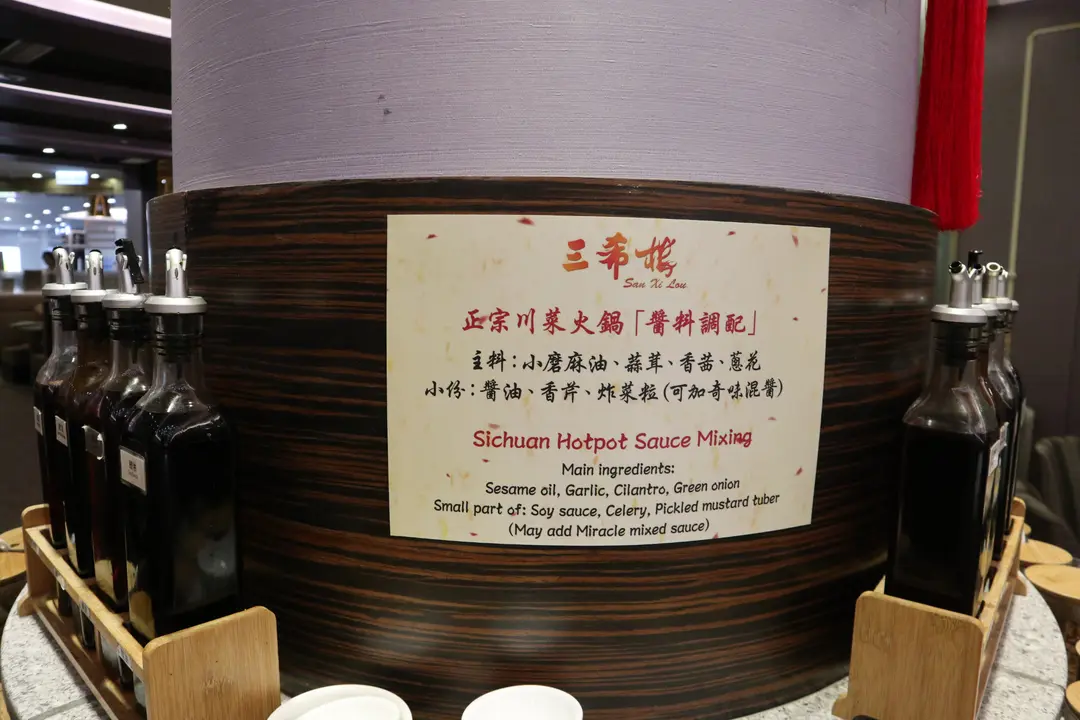 三希樓
San Xi Lou
正宗川菜火鍋「醬料調配」
主料：小磨麻油、蒜茸、香茜、蔥花
小份：醬油、香芹、炸菜粒(可加奇味混醬)
Sichuan Hotpot Sauce Mixing
Main ingredients:
Sesame oil, Garlic, Cilantro, Green onion
Small part of: Soy sauce, Celery, Pickled mustard tuber
(May add Miracle mixed sauce)